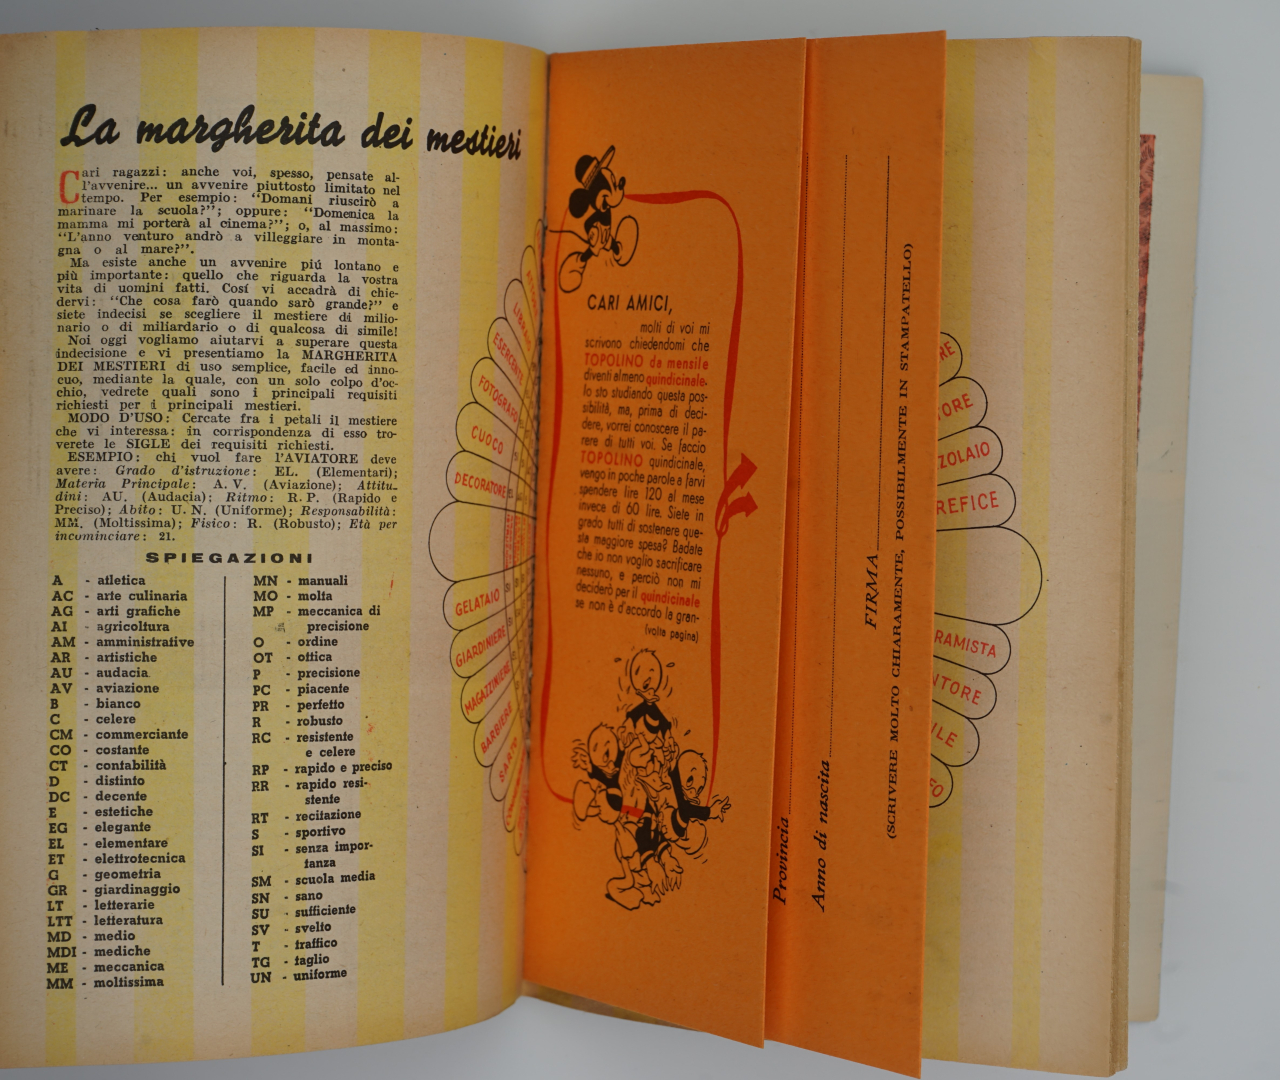 La margherita dei mestieri
Cari ragazzi: anche voi, spesso, pensate al-
l'avvenire... un avvenire piuttosto limitato nel
tempo. Per esempio: "Domani riuscirò a
marinare la scuola?"; oppure: "Domenica la
mamma mi porterà al cinema?"; o, al massimo:
"L'anno venturo andrò a villeggiare in monta-
gna o al mare?".
Ma esiste anche un avvenire piú lontano e
più importante: quello che riguarda la vostra
vita di uomini fatti. Cosí vi accadrà di chie-
dervi: "Che cosa farò quando sarò grande?" e
siete indecisi se scegliere il mestiere di milio-
nario o di miliardario o di qualcosa di simile!
Noi oggi vogliamo aiutarvi a superare questa
indecisione e vi presentiamo la MARGHERITA
DEI MESTIERI di uso semplice, facile ed inno-
cuo, mediante la quale, con un solo colpo d'oc-
chio, vedrete quali sono i principali requisiti
richiesti per i principali mestieri.
MODO D'USO: Cercate fra i petali il mestiere
che vi interessa: in corrispondenza di esso tro-
verete le SIGLE dei requisiti richiesti.
ESEMPIO: chi vuol fare l'AVIATORE deve
avere: Grado d'istruzione: EL. (Elementari);
Materia Principale: A.V. (Aviazione); Attitu-
dini: AU. (Audacia); Ritmo: R.P. (Rapido e
Preciso); Abito: U.N. (Uniforme); Responsabilità:
MM. (Moltissima); Fisico: R. (Robusto); Età per
incominciare: 21.
SPIEGAZIONI
A - atletica
AC - arte culinaria
AG - arti grafiche
AI - agricoltura
AM - amministrative
AR - artistiche
AU - audacia
AV - aviazione
B - bianco
C - celere
CM - commerciante
CO - costante
CT - contabilità
D - distinto
DC - decente
E - estetiche
EG - elegante
EL - elementare
ET - elettrotecnica
G - geometria
GR - giardinaggio
LT - letterarie
LTT - letteratura
MD - medio
MDI - mediche
ME - meccanica
MM - moltissima
MN - manuali
MO - molta
MP - meccanica di
precisione
O - ordine
OT - ottica
P - precisione
PC - piacente
PR - perfetto
R - robusto
RC - resistente
e celere
RP - rapido e preciso
RR - rapido resi-
stente
RT - recitazione
S - sportivo
SI - senza impor-
tanza
SM - scuola media
SN - sano
SU - sufficiente
SV - svelto
T - traffico
TG - taglio
UN - uniforme
LIBRAIO
ESERCENTE
FOTOGRAFO
CUOCO
DECORATORE
GELATAIO
GIARDINIERE
MAGAZZINIERE
BARBIERE
SARTO
CARI AMICI,
molti di voi mi
scrivono chiedendomi che
TOPOLINO da mensile
diventi almeno quindicinale.
Io sto studiando questa pos-
sibilità, ma, prima di deci-
dere, vorrei conoscere il pa-
rere di tutti voi. Se faccio
TOPOLINO quindicinale,
vengo in poche parole a farvi
spendere lire 120 al mese
invece di 60 lire. Siete in
grado tutti di sostenere que-
sta maggiore spesa? Badate
che io non voglio sacrificare
nessuno, e perciò non mi
deciderò per il quindicinale
se non è d'accordo la gran-
(volta pagina)
Provincia
Anno di nascita
FIRMA
(SCRIVERE MOLTO CHIARAMENTE, POSSIBILMENTE IN STAMPATELLO)
RE
ORE
ZOLAIO
REFICE
RAMISTA
NTORE
ILE
FO